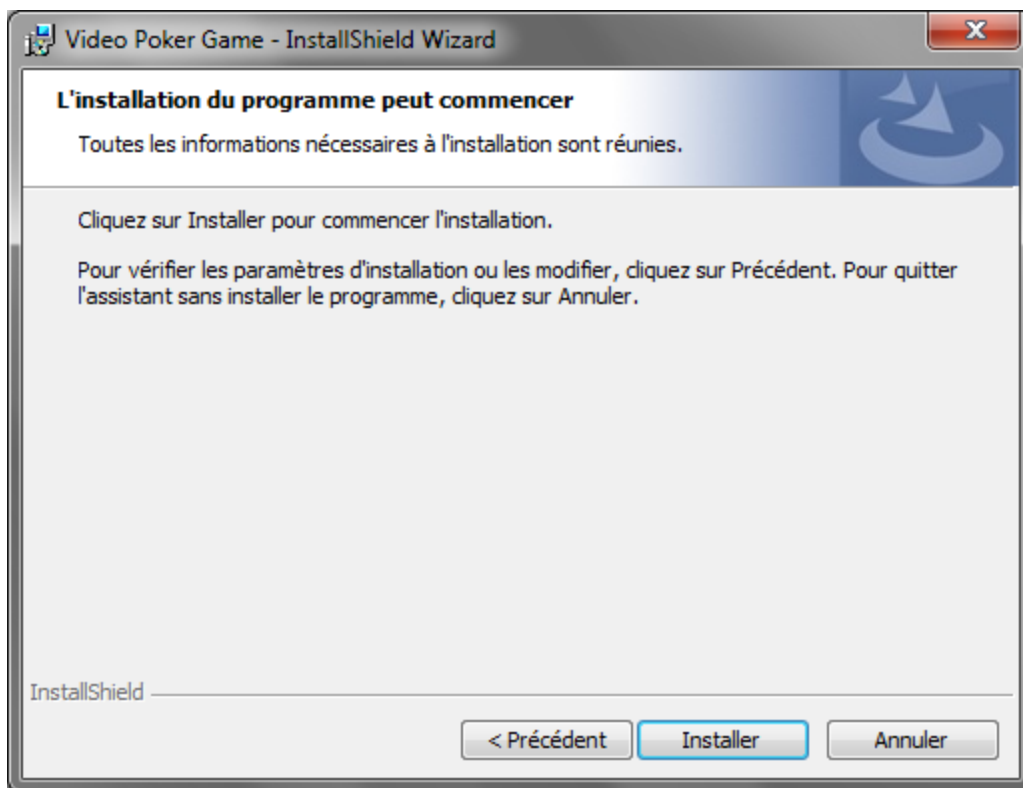 Video Poker Game - InstallShield Wizard
L'installation du programme peut commencer
Toutes les informations nécessaires à l'installation sont réunies.
Cliquez sur Installer pour commencer l'installation.
Pour vérifier les paramètres d'installation ou les modifier, cliquez sur Précédent. Pour quitter
l'assistant sans installer le programme, cliquez sur Annuler.
InstallShield
< Précédent Installer Annuler